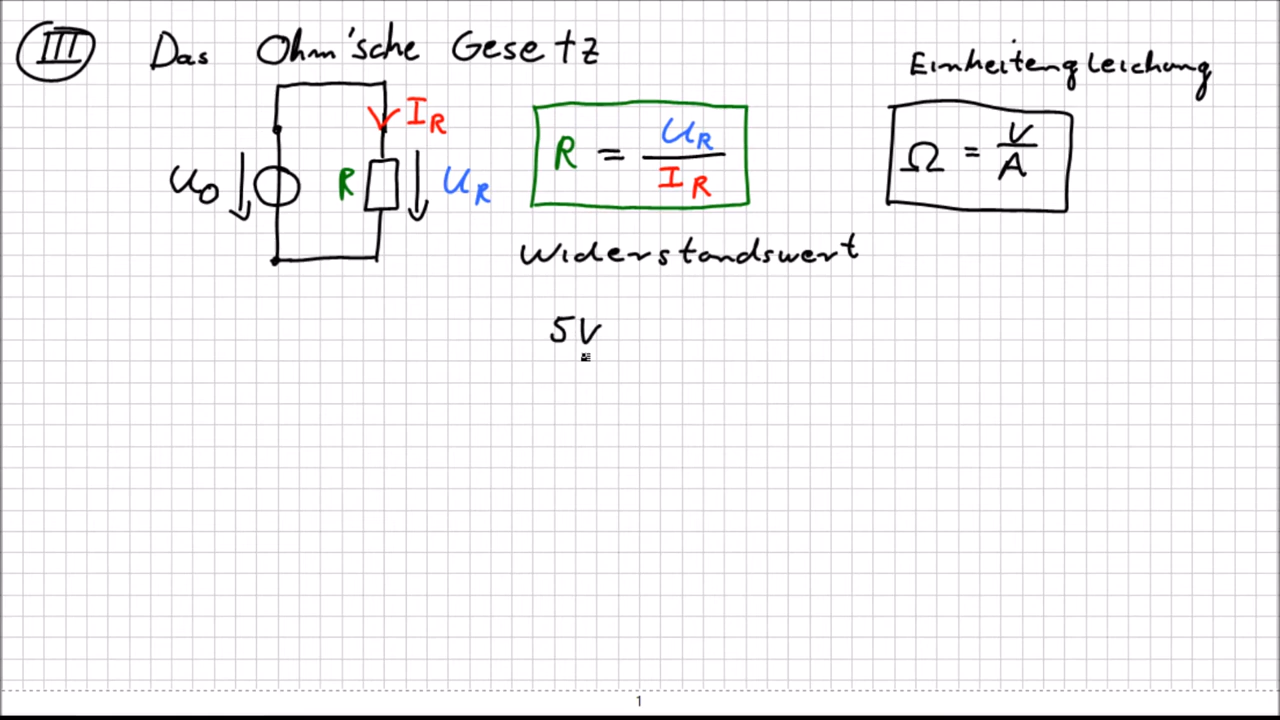 III Das Ohm'sche Gesetz
Einheitengleichung
I_R
U_0
R
U_R
R = U_R / I_R
Ω = V / A
Widerstandswert
5V
1